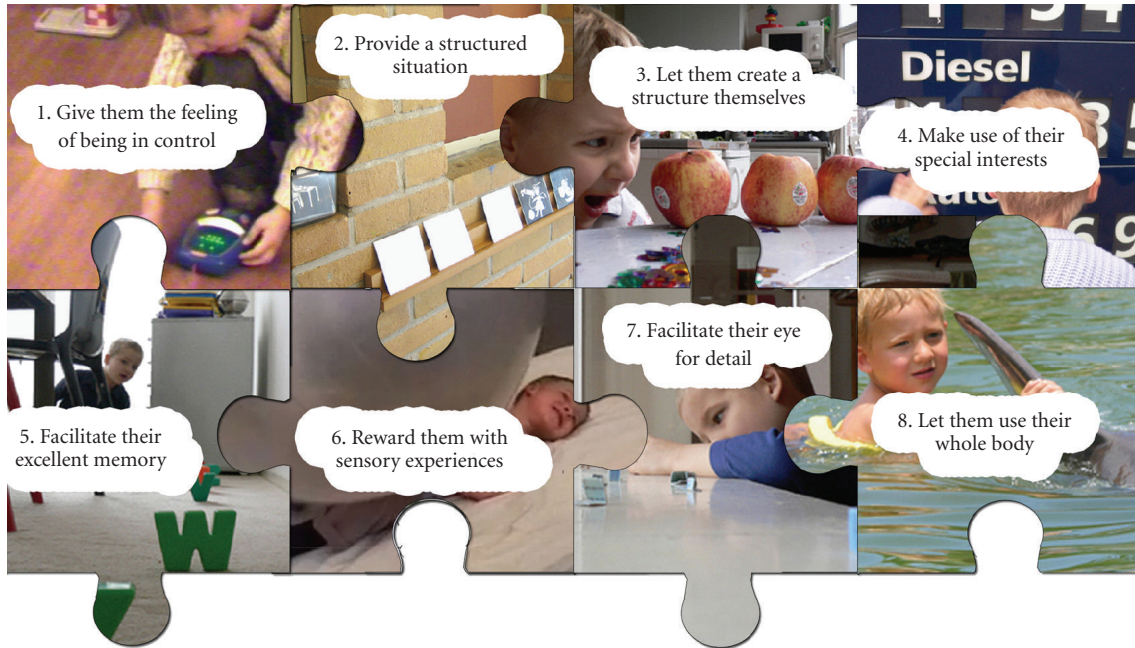 1. Give them the feeling
of being in control
2. Provide a structured
situation
3. Let them create a
structure themselves
Diesel
4. Make use of their
special interests
5. Facilitate their
excellent memory
W
6. Reward them with
sensory experiences
7. Facilitate their eye
for detail
8. Let them use their
whole body